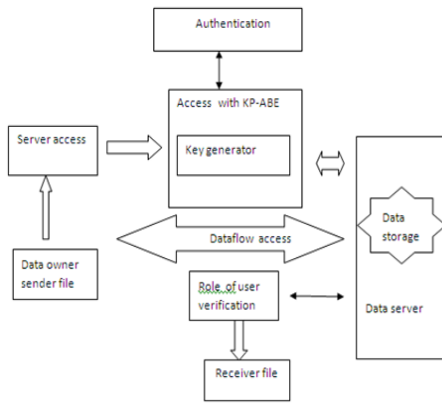 Authentication
Access with KP-ABE
Key generator
Server access
Data
storage
Dataflow access
Data owner
sender file
Role of user
verification
Data server
Receiver file